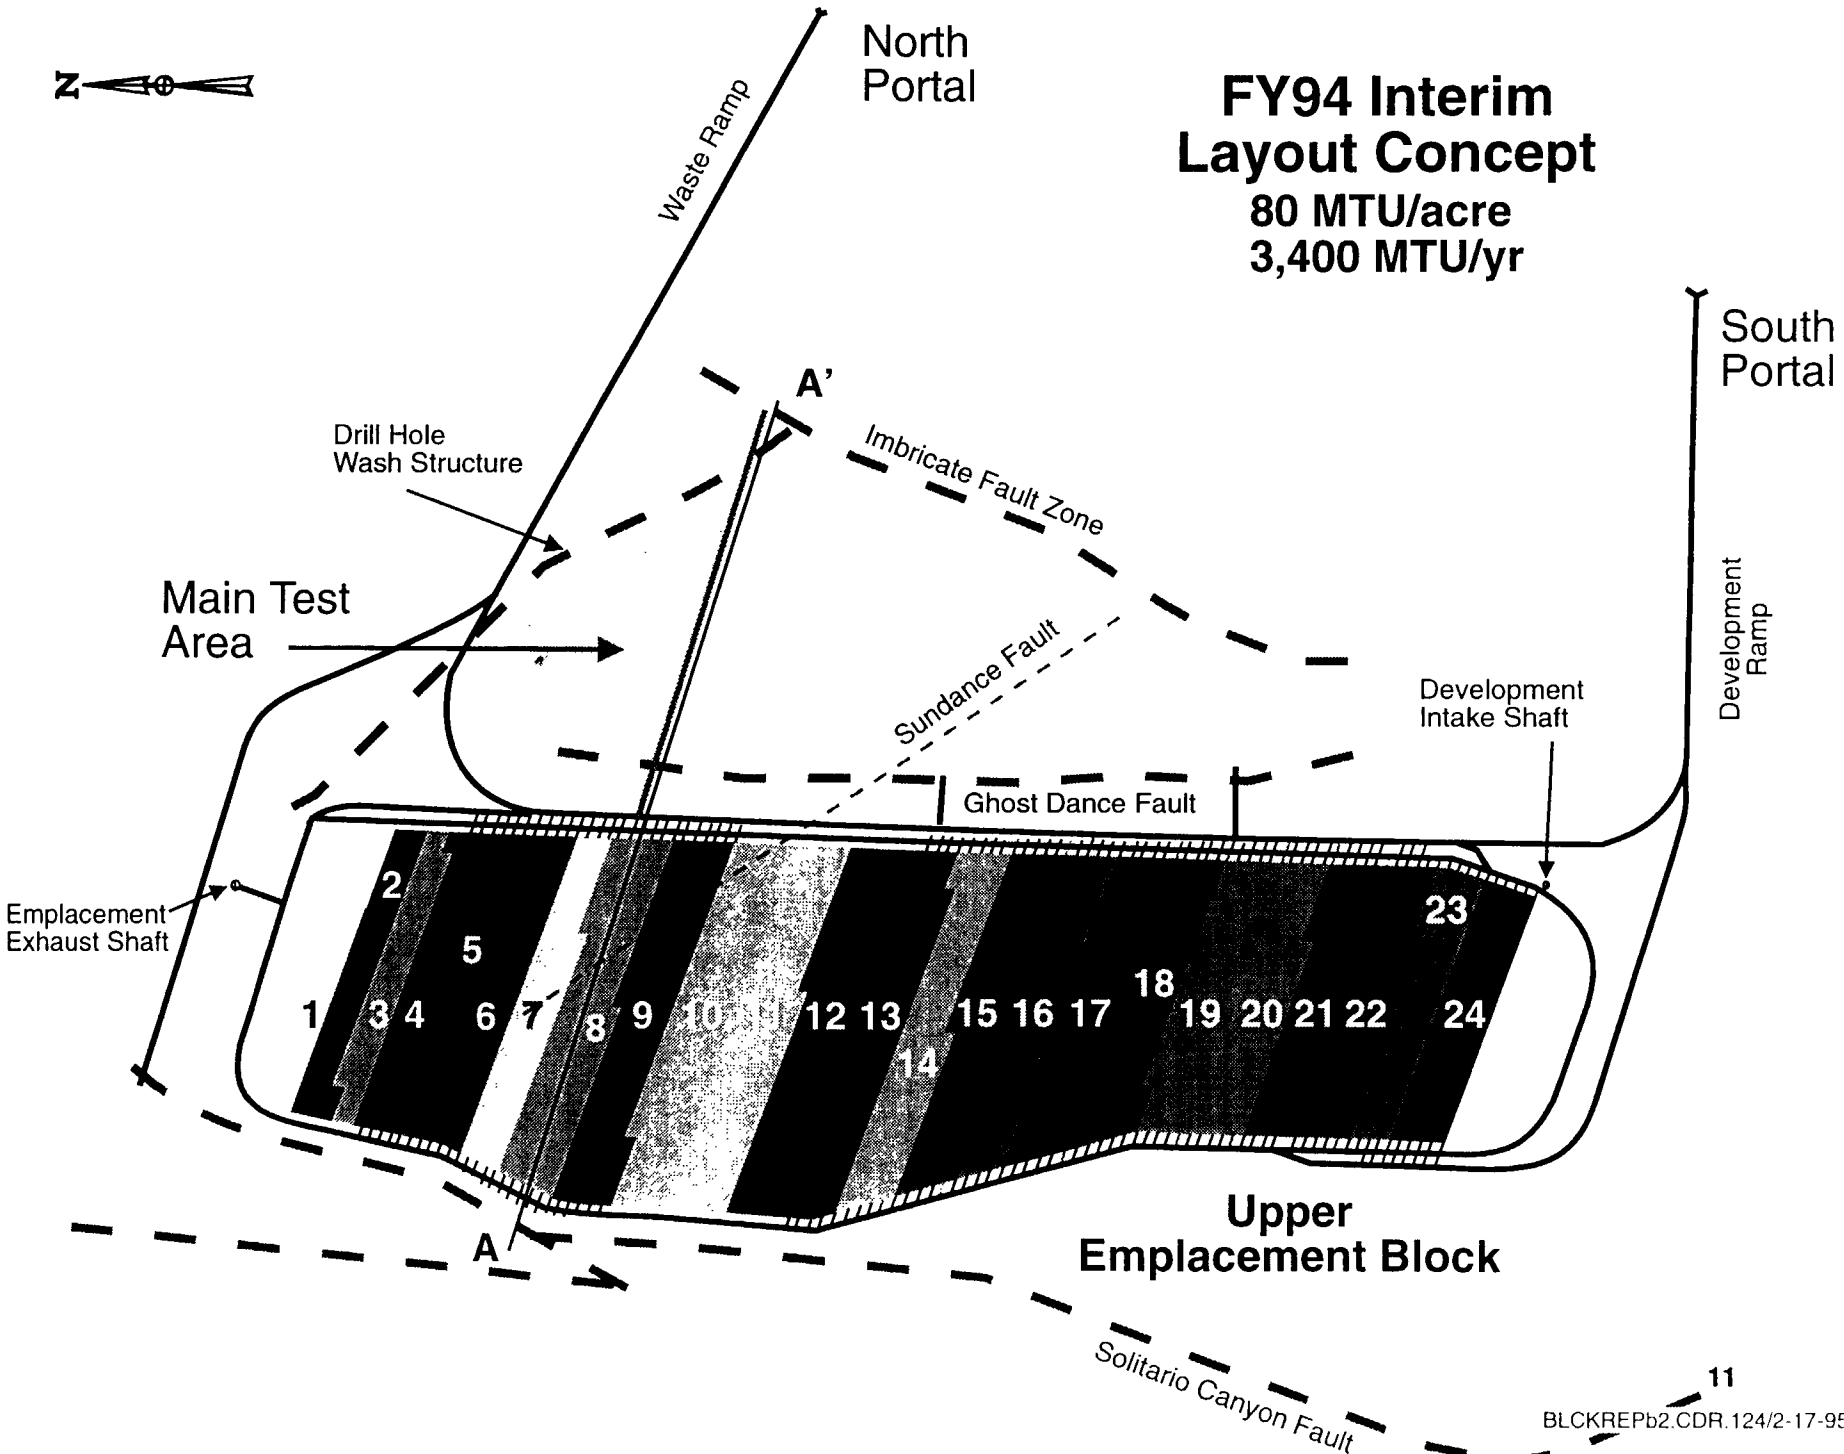 N
North
Portal
FY94 Interim
Layout Concept
80 MTU/acre
3,400 MTU/yr
Waste Ramp
South
Portal
A’
Drill Hole
Wash Structure
Imbricate Fault Zone
Main Test
Area
Sundance Fault
Development
Ramp
Development
Intake Shaft
Ghost Dance Fault
Emplacement
Exhaust Shaft
1
2
3
4
5
6
7
8
9
10
11
12
13
14
15
16
17
18
19
20
21
22
23
24
A
Upper
Emplacement Block
Solitario Canyon Fault
11
BLCKREPb2.CDR.124/2-17-95